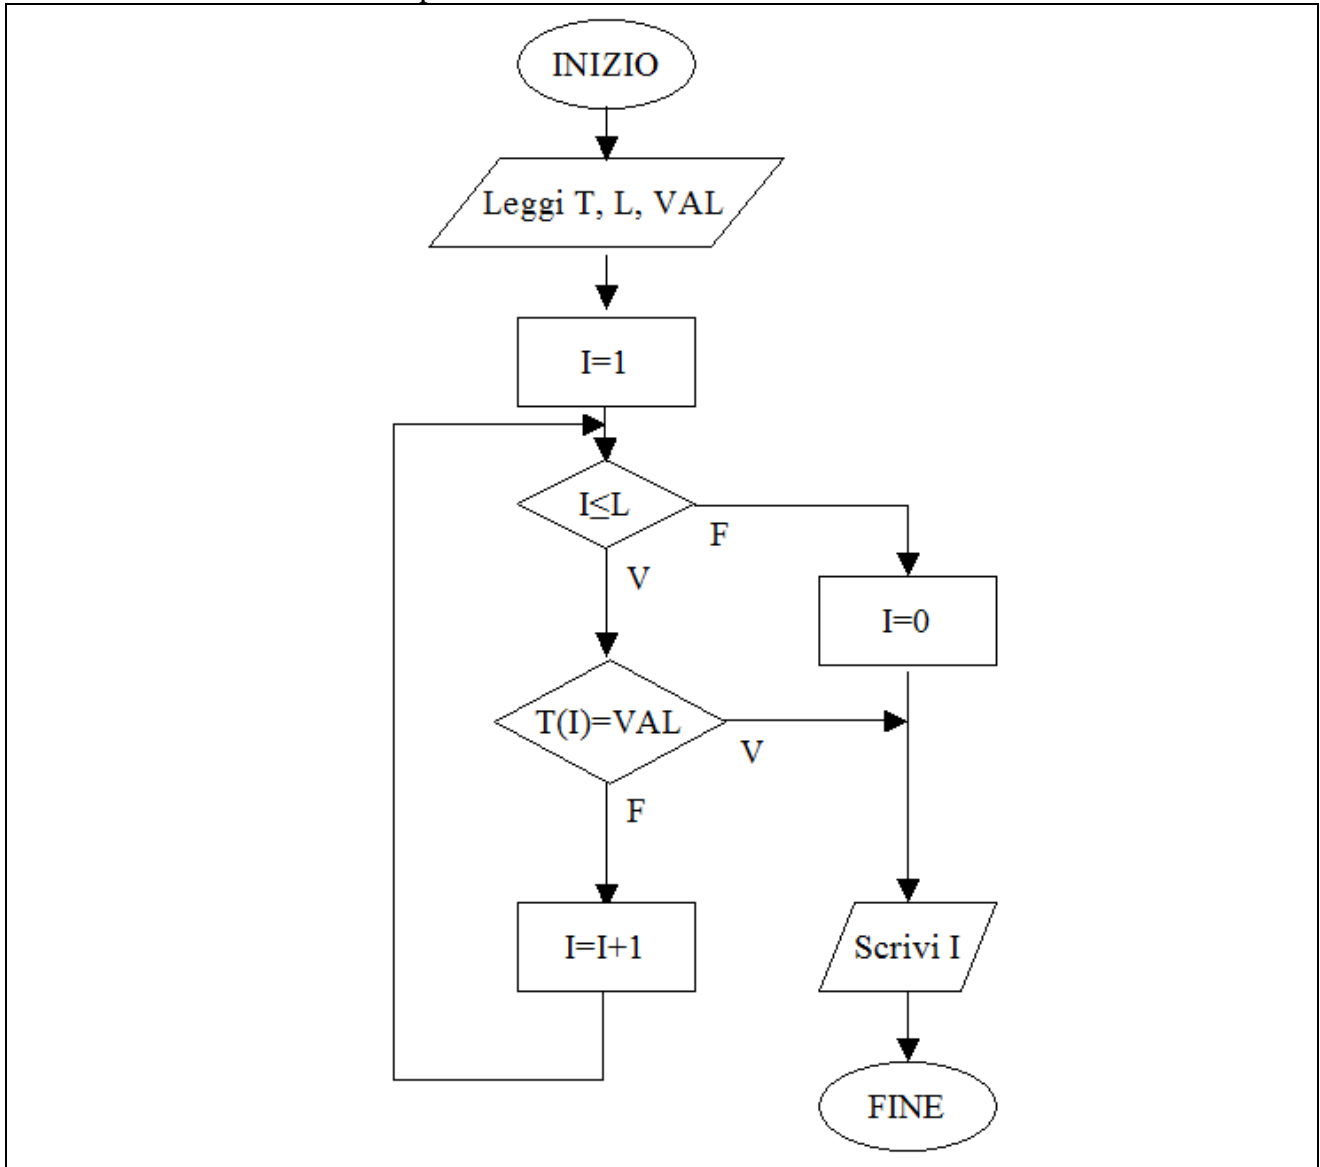 INIZIO
Leggi T, L, VAL
I=1
I≤L
F
V
I=0
T(I)=VAL
V
F
I=I+1
Scrivi I
FINE